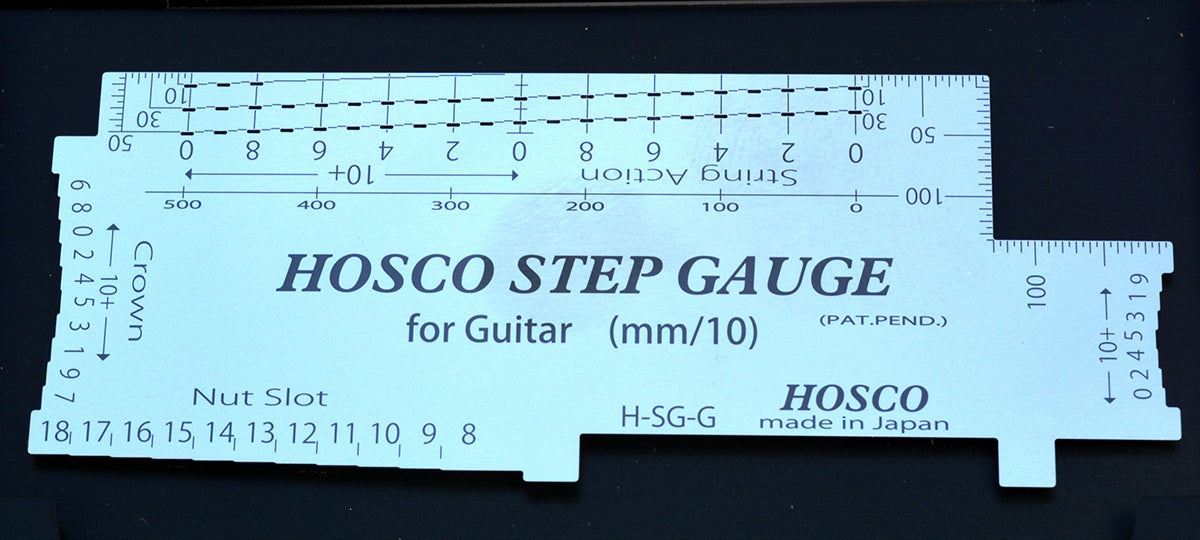 10
30
50
0 8 6 4 2 0 8 6 4 2 0
10
30
50
10+
String Action
500 400 300 200 100 0
100
6 8 0 2 4 5 3 1 9 7
10+
Crown
HOSCO STEP GAUGE
for Guitar (mm/10)
(PAT.PEND.)
100
10+
0 2 4 5 3 1 9
Nut Slot
18 17 16 15 14 13 12 11 10 9 8
H-SG-G
HOSCO
made in Japan